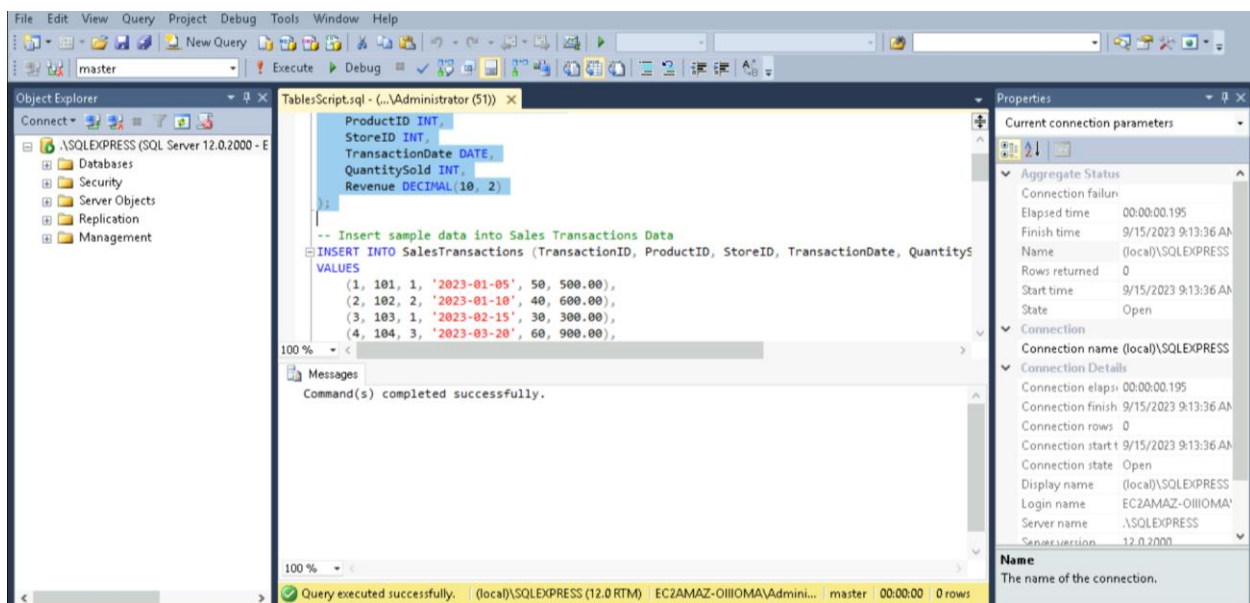 File Edit View Query Project Debug Tools Window Help
New Query
master
Execute Debug
Object Explorer
Connect
.\SQLEXPRESS (SQL Server 12.0.2000 - E
Databases
Security
Server Objects
Replication
Management
TablesScript.sql - (...\Administrator (51))
ProductID INT,
StoreID INT,
TransactionDate DATE,
QuantitySold INT,
Revenue DECIMAL(10, 2)
);
-- Insert sample data into Sales Transactions Data
INSERT INTO SalesTransactions (TransactionID, ProductID, StoreID, TransactionDate, QuantityS
VALUES
(1, 101, 1, '2023-01-05', 50, 500.00),
(2, 102, 2, '2023-01-10', 40, 600.00),
(3, 103, 1, '2023-02-15', 30, 300.00),
(4, 104, 3, '2023-03-20', 60, 900.00),
100 %
Messages
Command(s) completed successfully.
100 %
Query executed successfully. (local)\SQLEXPRESS (12.0 RTM) EC2AMAZ-OIIIOMA\Admini... master 00:00:00 0 rows
Properties
Current connection parameters
Aggregate Status
Connection failure
Elapsed time 00:00:00.195
Finish time 9/15/2023 9:13:36 AM
Name (local)\SQLEXPRESS
Rows returned 0
Start time 9/15/2023 9:13:36 AM
State Open
Connection
Connection name (local)\SQLEXPRESS
Connection Details
Connection elaps 00:00:00.195
Connection finish 9/15/2023 9:13:36 AM
Connection rows 0
Connection start t 9/15/2023 9:13:36 AM
Connection state Open
Display name (local)\SQLEXPRESS
Login name EC2AMAZ-OIIIOMA\
Server name .\SQLEXPRESS
Server version 12.0.2000
Name
The name of the connection.